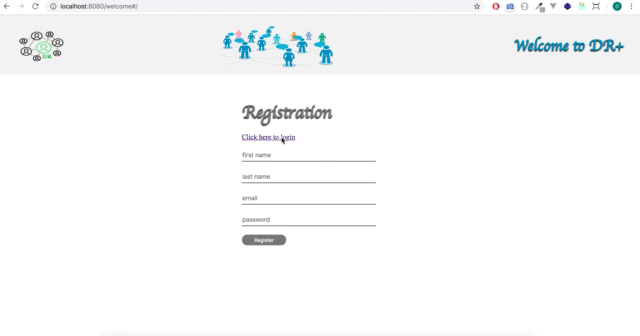 localhost:8080/welcome#/
Welcome to DR+
Registration
Click here to login
first name
last name
email
password
Register